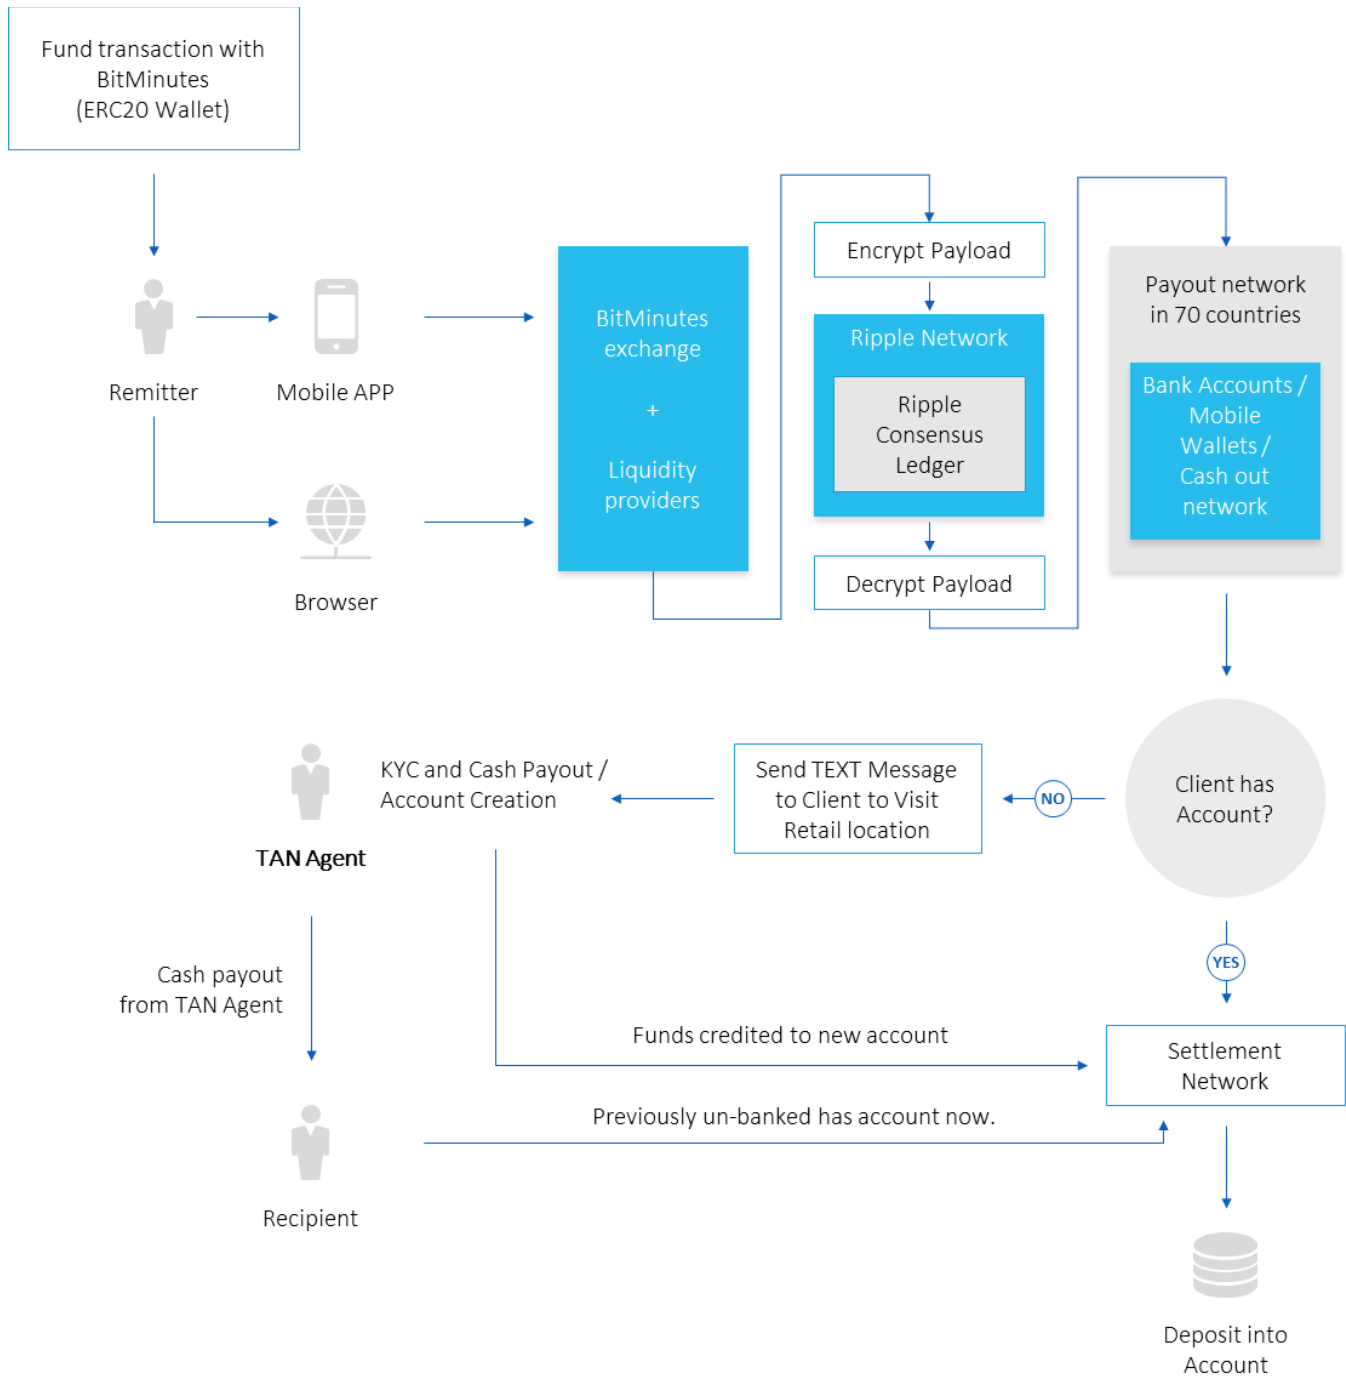 Fund transaction with
BitMinutes
(ERC20 Wallet)
Remitter
Mobile APP
Browser
BitMinutes
exchange
+
Liquidity
providers
Encrypt Payload
Ripple Network
Ripple
Consensus
Ledger
Decrypt Payload
Payout network
in 70 countries
Bank Accounts /
Mobile
Wallets /
Cash out
network
Client has
Account?
NO
Send TEXT Message
to Client to Visit
Retail location
KYC and Cash Payout /
Account Creation
TAN Agent
YES
Cash payout
from TAN Agent
Funds credited to new account
Settlement
Network
Previously un-banked has account now.
Recipient
Deposit into
Account